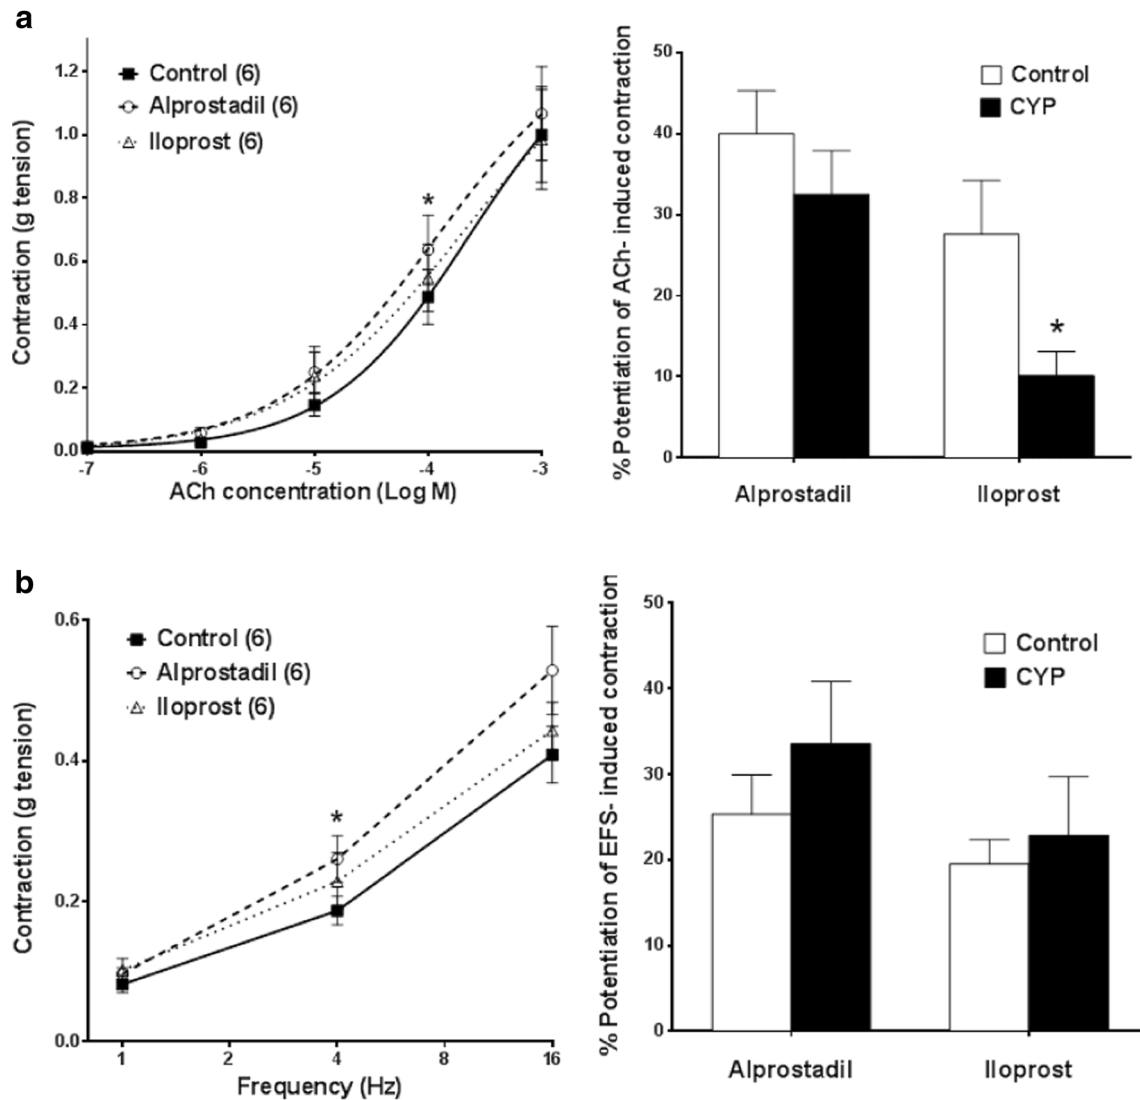 a
Contraction (g tension)
1.2
1.0
0.8
0.6
0.4
0.2
0.0
Control (6)
Alprostadil (6)
Iloprost (6)
*
-7 -6 -5 -4 -3
ACh concentration (Log M)
% Potentiation of ACh- induced contraction
50
40
30
20
10
0
Control
CYP
*
Alprostadil Iloprost
b
Contraction (g tension)
0.6
0.4
0.2
0.0
Control (6)
Alprostadil (6)
Iloprost (6)
*
1 2 4 8 16
Frequency (Hz)
% Potentiation of EFS- induced contraction
50
40
30
20
10
0
Control
CYP
Alprostadil Iloprost